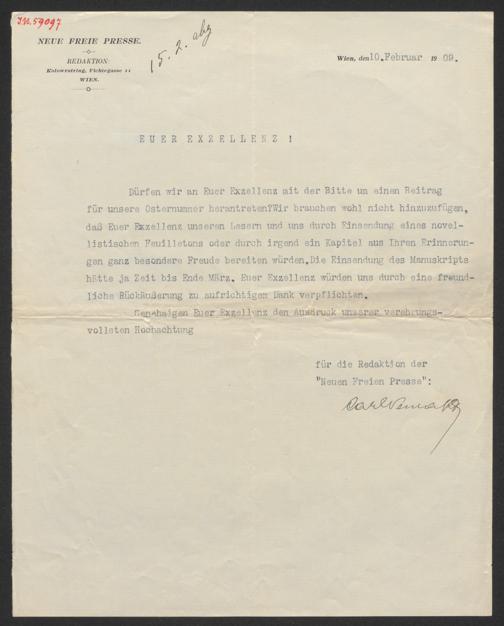 I.N. 59097
NEUE FREIE PRESSE.
REDAKTION:
Kolowratring, Fichtegasse 11
WIEN.
15. 2. abg
Wien, den 10.Februar 1909.
EUER EXZELLENZ !
Dürfen wir an Euer Exzellenz mit der Bitte um einen Beitrag
für unsere Osternummer herantreten?Wir brauchen wohl nicht hinzuzufügen,
daß Euer Exzellenz unseren Lesern und uns durch Einsendung eines novel-
listischen Feuilletons oder durch irgend ein Kapitel aus Ihren Erinnerun-
gen ganz besondere Freude bereiten würden.Die Einsendung des Manuskripts
hätte ja Zeit bis Ende März. Euer Exzellenz würden uns durch eine freund-
liche Rückäußerung zu aufrichtigen Dank verpflichten.
Genehmigen Euer Exzellenz den Ausdruck unserer verehrungs-
vollsten Hochachtung
für die Redaktion der
"Neuen Freien Presse":